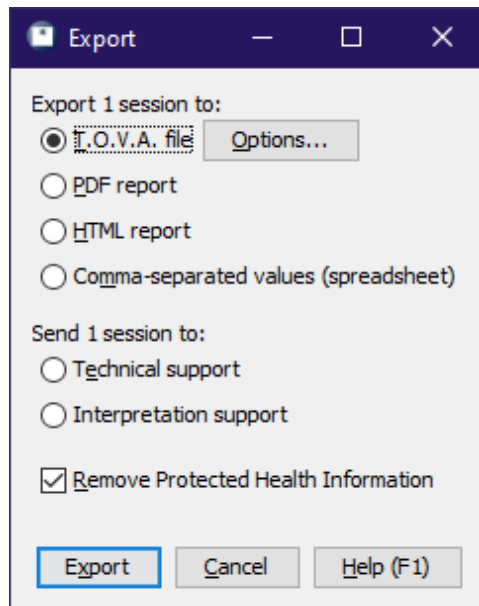 Export
Export 1 session to:
T.O.V.A. file Options...
PDF report
HTML report
Comma-separated values (spreadsheet)
Send 1 session to:
Technical support
Interpretation support
Remove Protected Health Information
Export Cancel Help (F1)